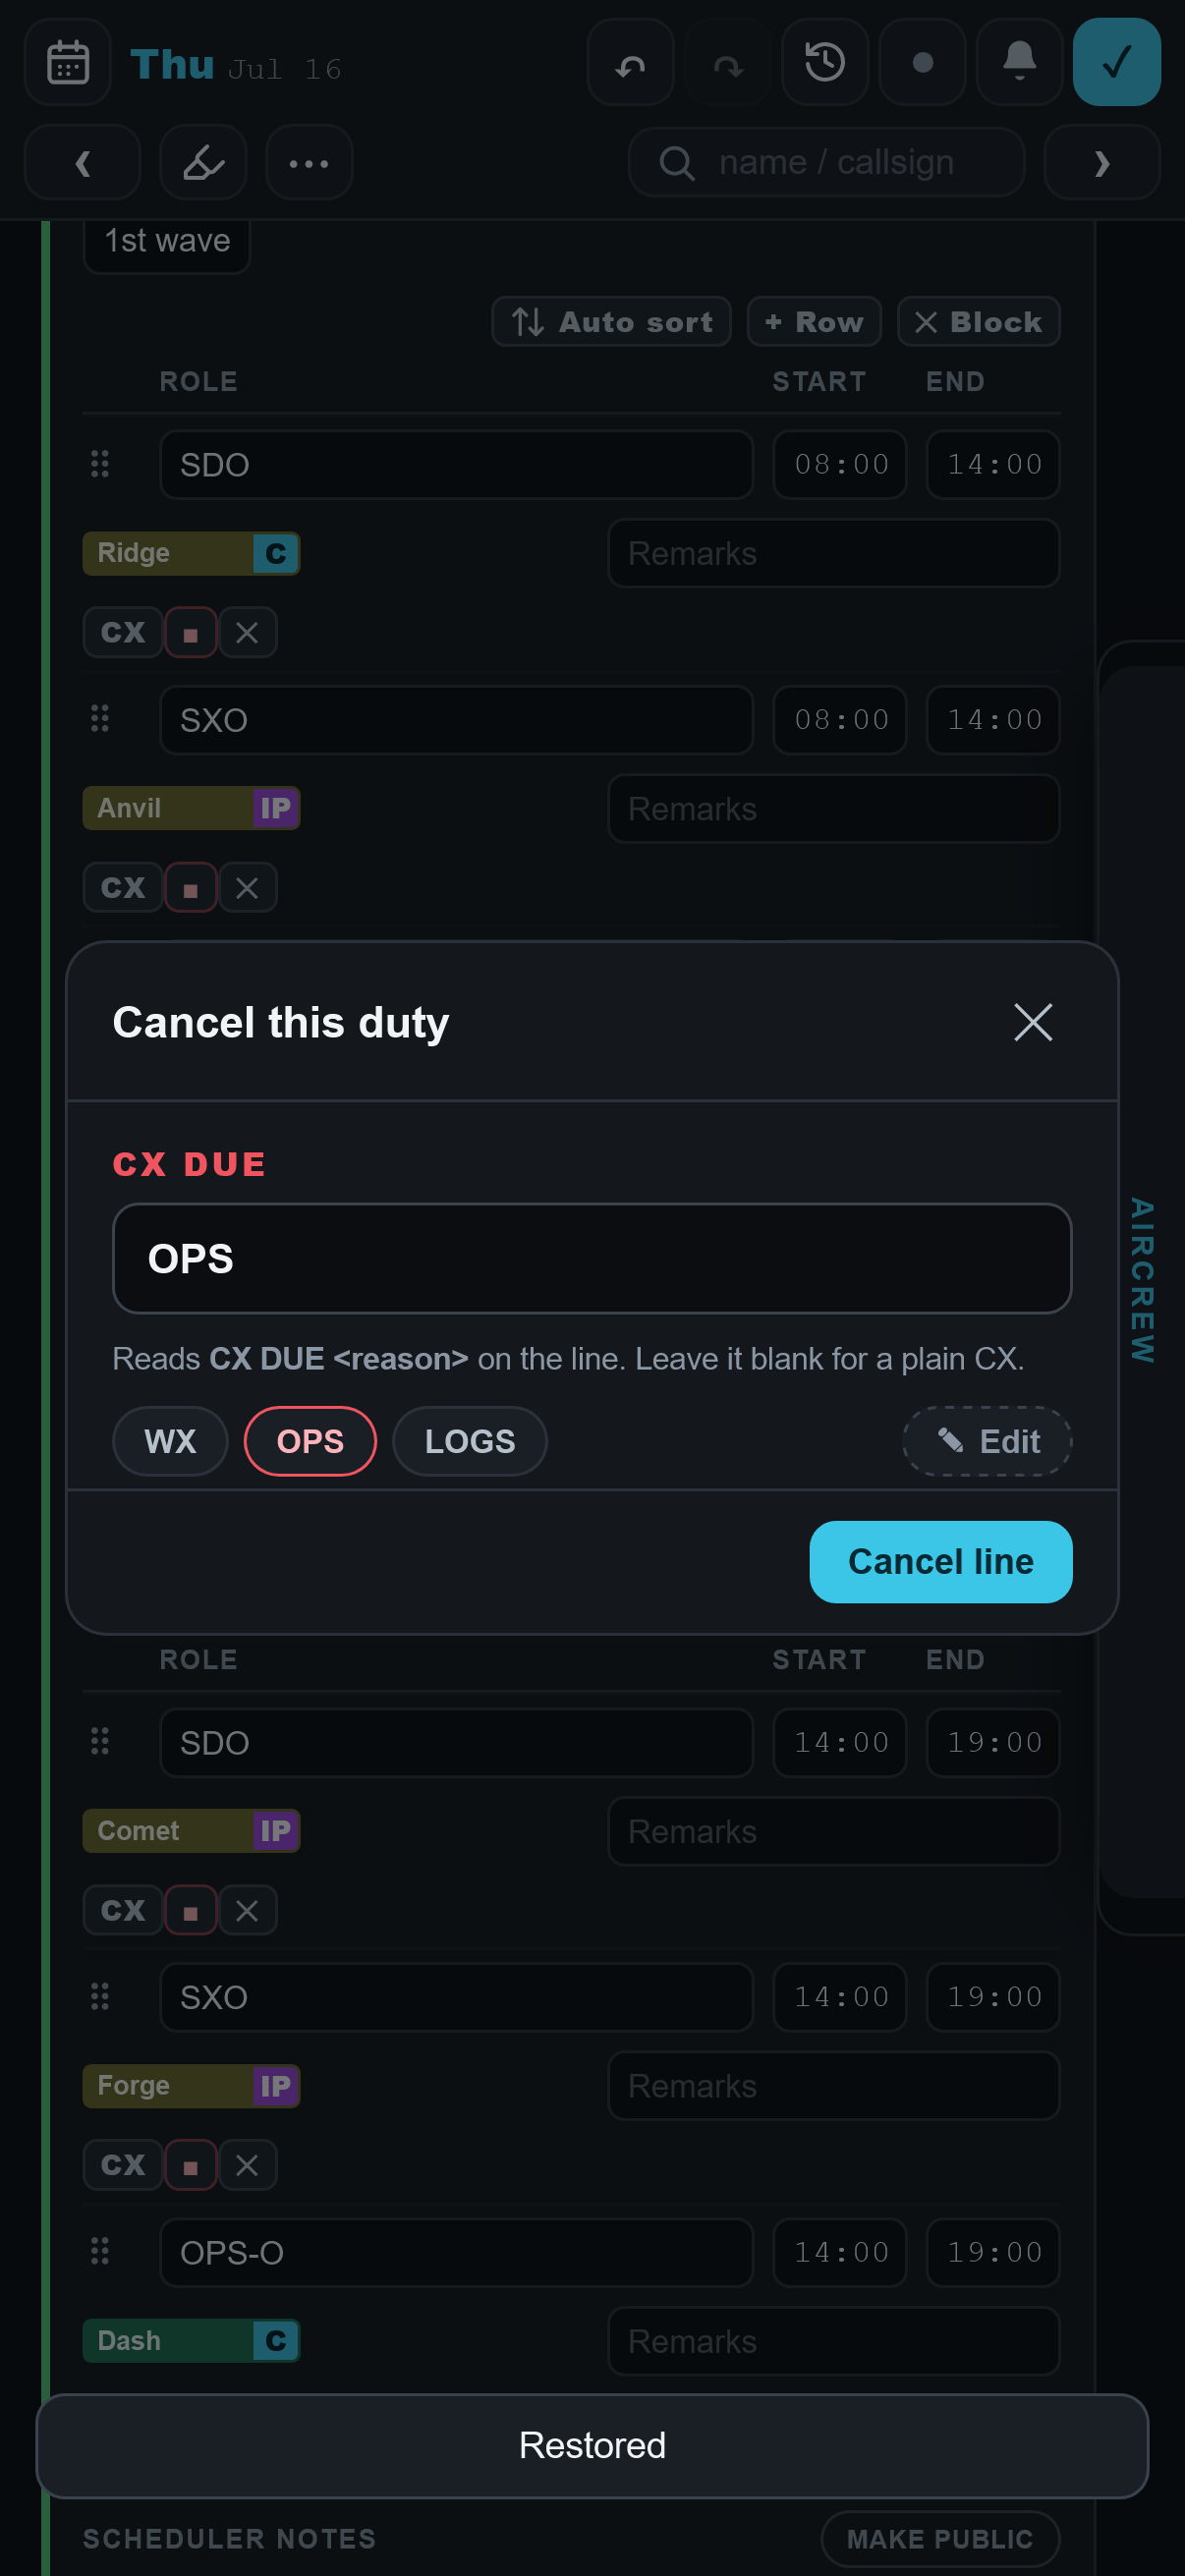 Thu Jul 16
name / callsign
1st wave
Auto sort + Row × Block
ROLE START END
SDO 08:00 14:00
Ridge C Remarks
CX
SXO 08:00 14:00
Anvil IP Remarks
CX
Cancel this duty
CX DUE
OPS
Reads CX DUE <reason> on the line. Leave it blank for a plain CX.
WX OPS LOGS Edit
Cancel line
AIRCREW
ROLE START END
SDO 14:00 19:00
Comet IP Remarks
CX
SXO 14:00 19:00
Forge IP Remarks
CX
OPS-O 14:00 19:00
Dash C Remarks
Restored
SCHEDULER NOTES MAKE PUBLIC